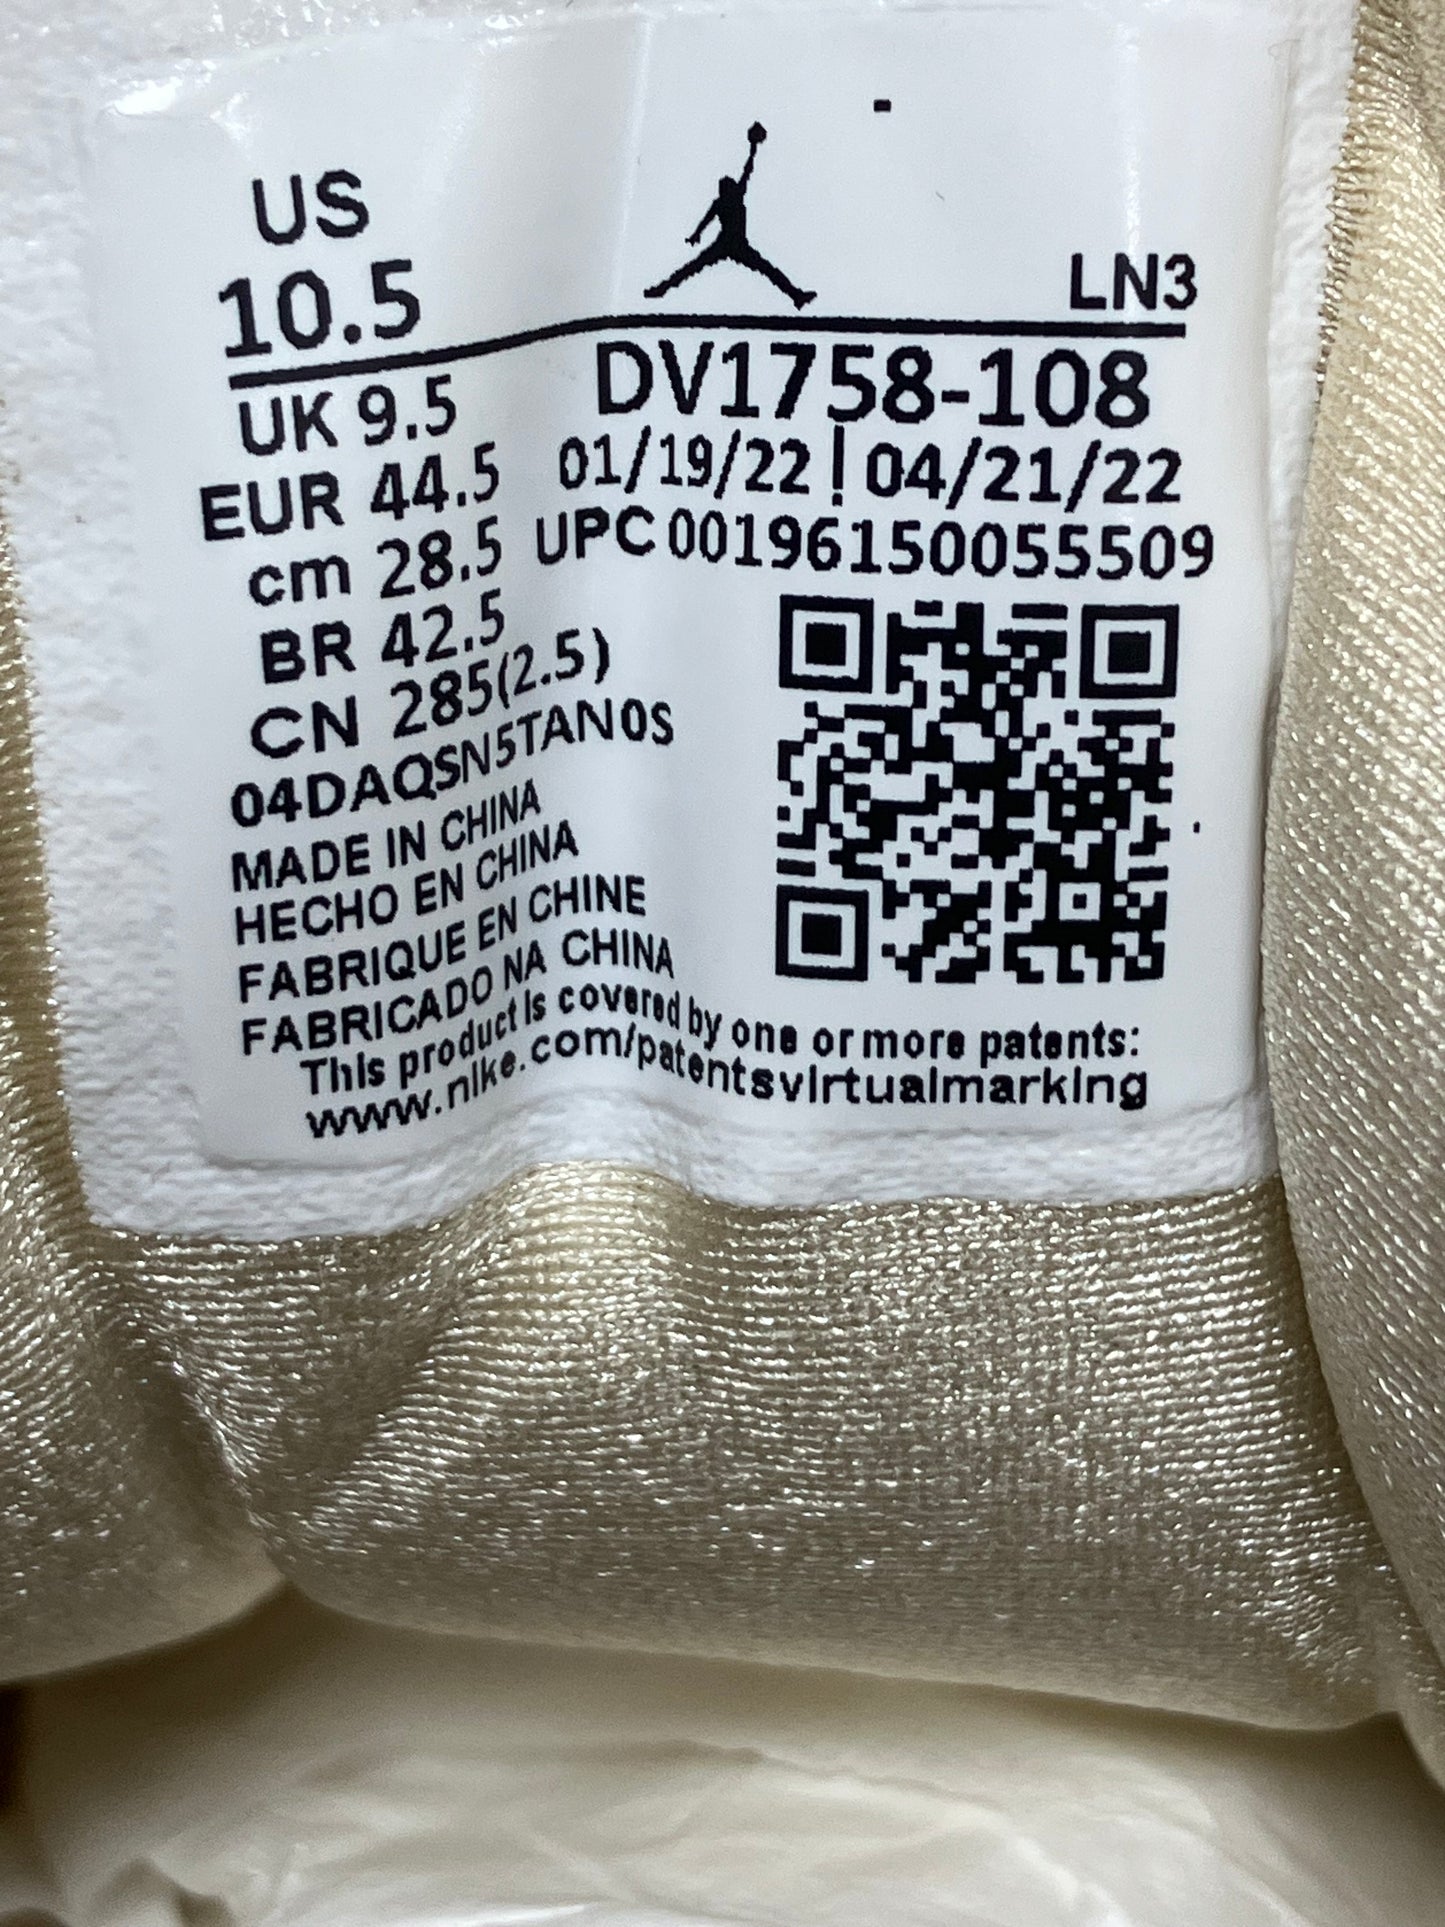 US
10.5
LN3
UK 9.5
EUR 44.5
cm 28.5
BR 42.5
CN 285(2.5)
DV1758-108
01/19/22 ! 04/21/22
UPC 00196150055509
04DAQSN5TAN0S
MADE IN CHINA
HECHO EN CHINA
FABRIQUE EN CHINE
FABRICADO NA CHINA
This product is covered by one or more patents:
www.nike.com/patentsvirtualmarking